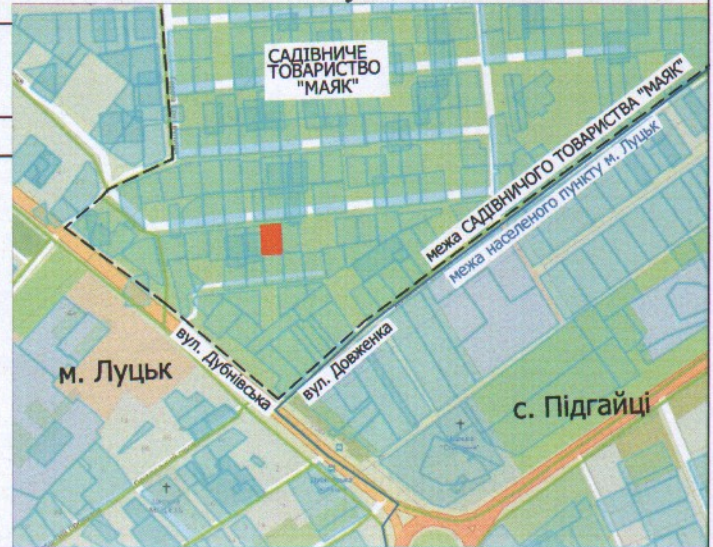 САДІВНИЧЕ
ТОВАРИСТВО
"МАЯК"
межа САДІВНИЧОГО ТОВАРИСТВА "МАЯК"
межа населеного пункту м. Луцьк
вул. Дубнівська
вул. Довженка
м. Луцьк
с. Підгайці